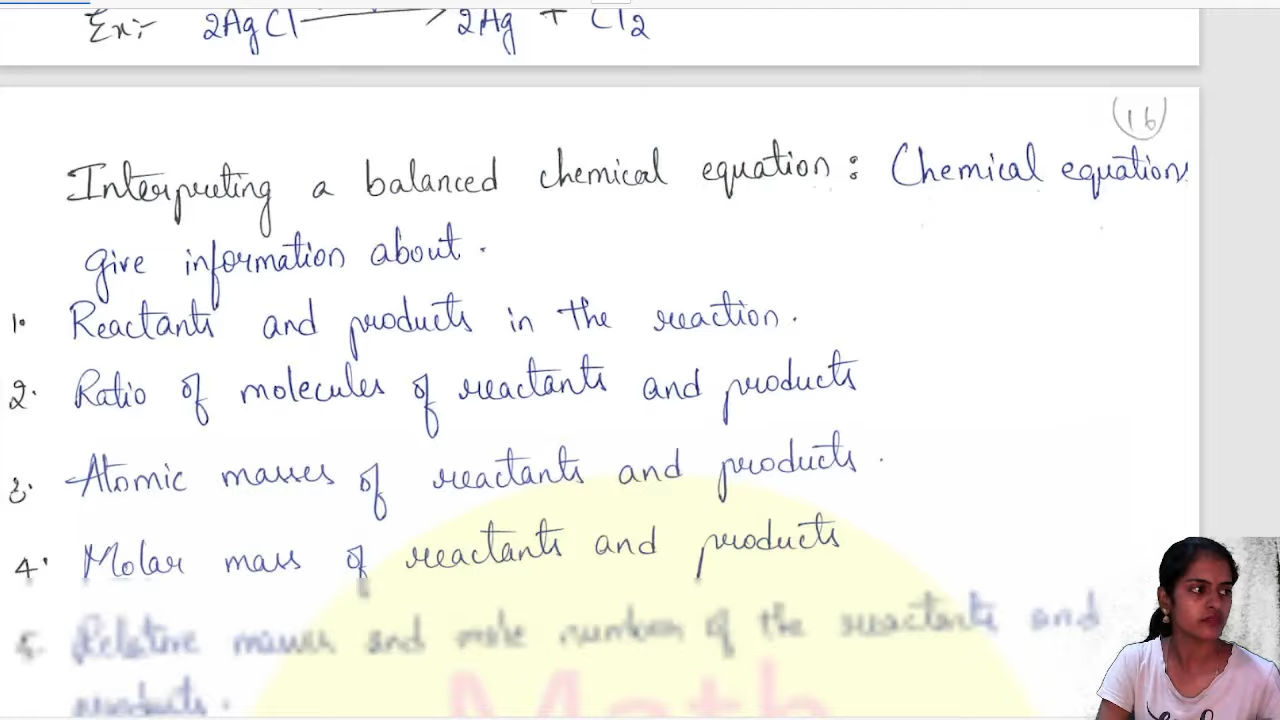 Ex:- 2AgCl → 2Ag + Cl2
16
Interpreting a balanced chemical equation: Chemical equations
give information about.
1. Reactants and products in the reaction.
2. Ratio of molecules of reactants and products
3. Atomic masses of reactants and products.
4. Molar mass of reactants and products
5. Relative masses and mole number of the reactants and
products.
Math